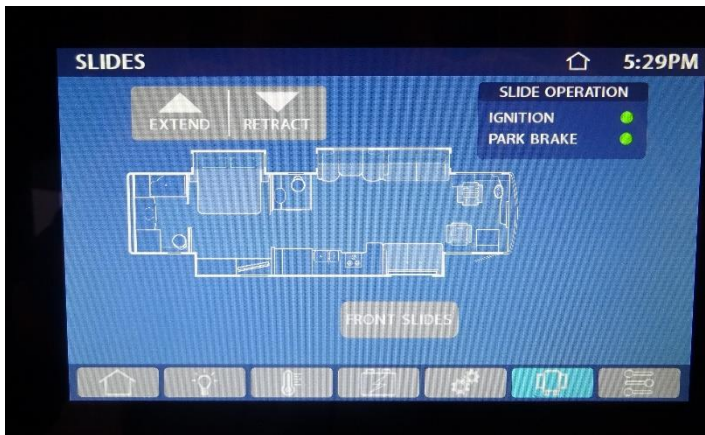 SLIDES 5:29PM
EXTEND RETRACT
SLIDE OPERATION
IGNITION
PARK BRAKE
FRONT SLIDES